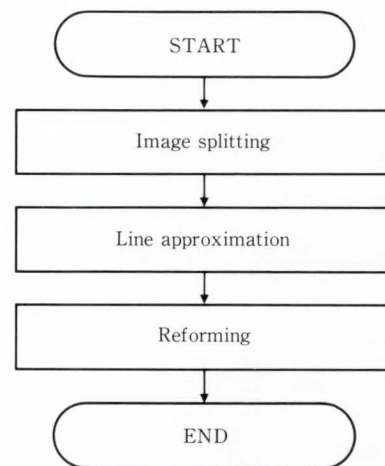 START
Image splitting
Line approximation
Reforming
END